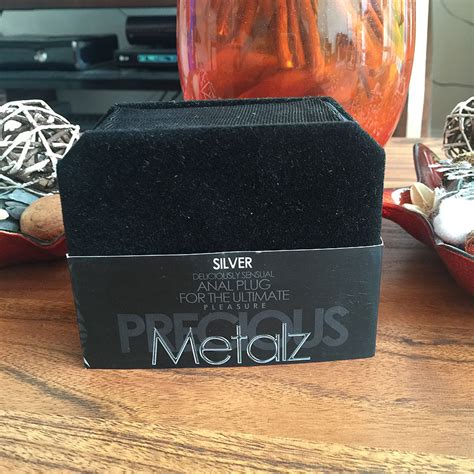 SILVER
DELICIOUSLY SENSUAL
ANAL PLUG
FOR THE ULTIMATE
PLEASURE
PRECIOUS
Metalz